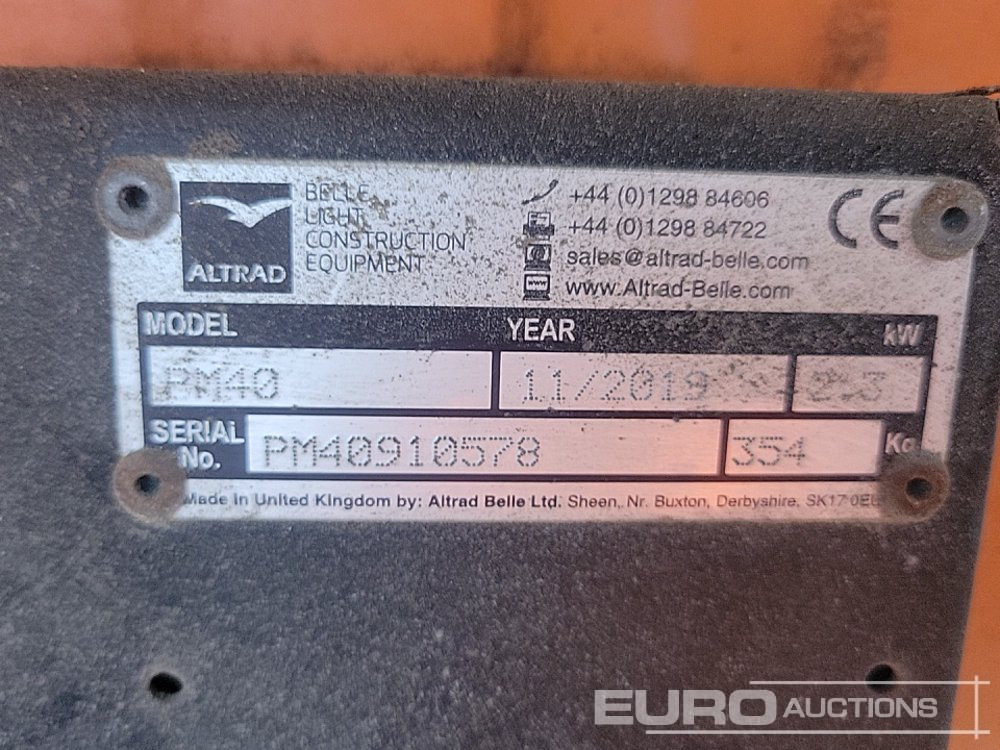 ALTRAD
BELLE
LIGHT
CONSTRUCTION
EQUIPMENT
+44 (0)1298 84606
+44 (0)1298 84722
sales@altrad-belle.com
www.Altrad-Belle.com
CE
MODEL YEAR kW
PM40 11/2019
SERIAL No. PM40910578 354 Kg
Made in United Kingdom by: Altrad Belle Ltd. Sheen, Nr. Buxton, Derbyshire, SK17 0EU
EURO AUCTIONS